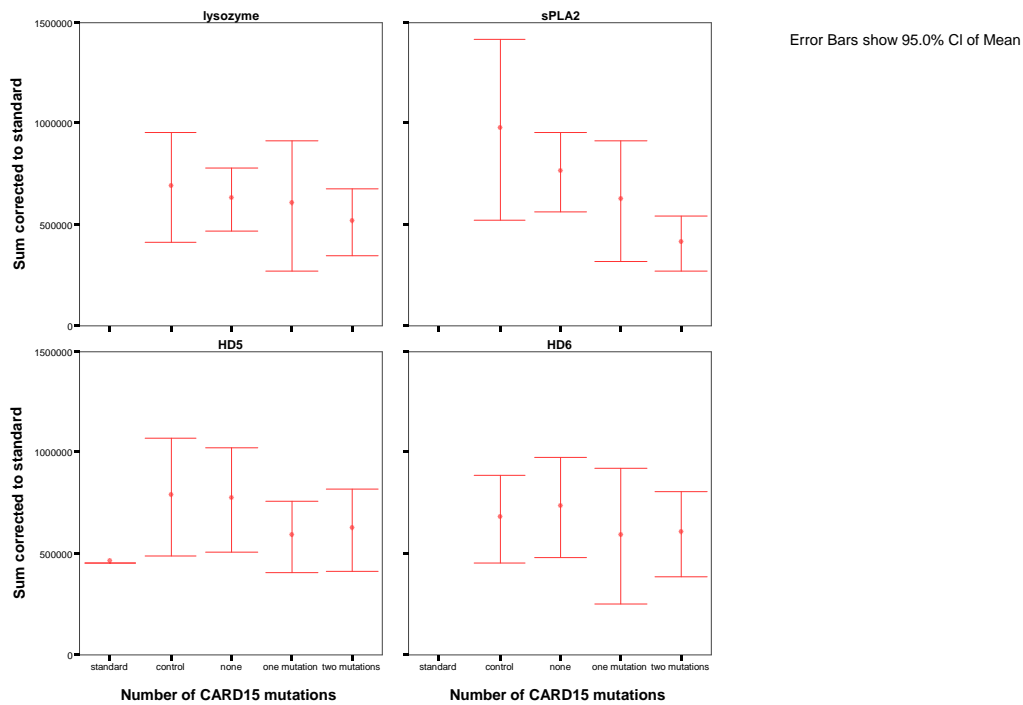 lysozyme
sPLA2
Error Bars show 95.0% Cl of Mean
1500000
1000000
500000
0
Sum corrected to standard
HD5
HD6
1500000
1000000
500000
0
Sum corrected to standard
standard control none one mutation two mutations
standard control none one mutation two mutations
Number of CARD15 mutations
Number of CARD15 mutations